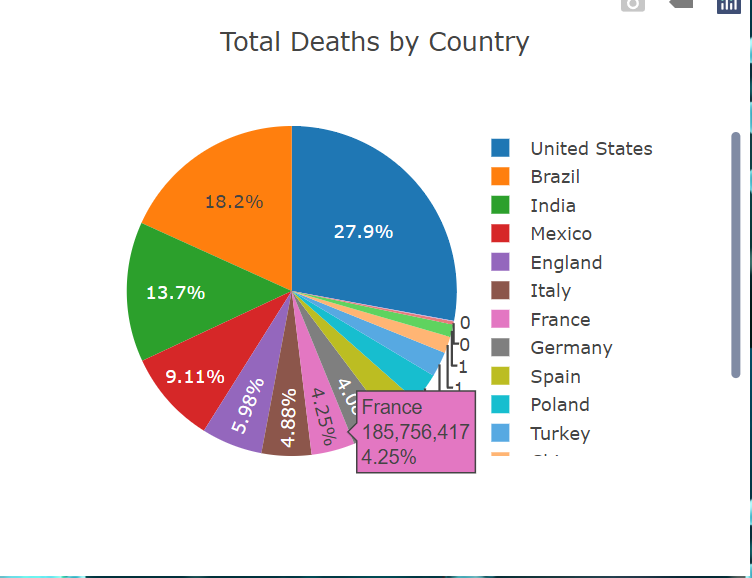 Total Deaths by Country
27.9%
18.2%
13.7%
9.11%
5.98%
4.88%
4.25%
0
0
1
1
France
185,756,417
4.25%
United States
Brazil
India
Mexico
England
Italy
France
Germany
Spain
Poland
Turkey